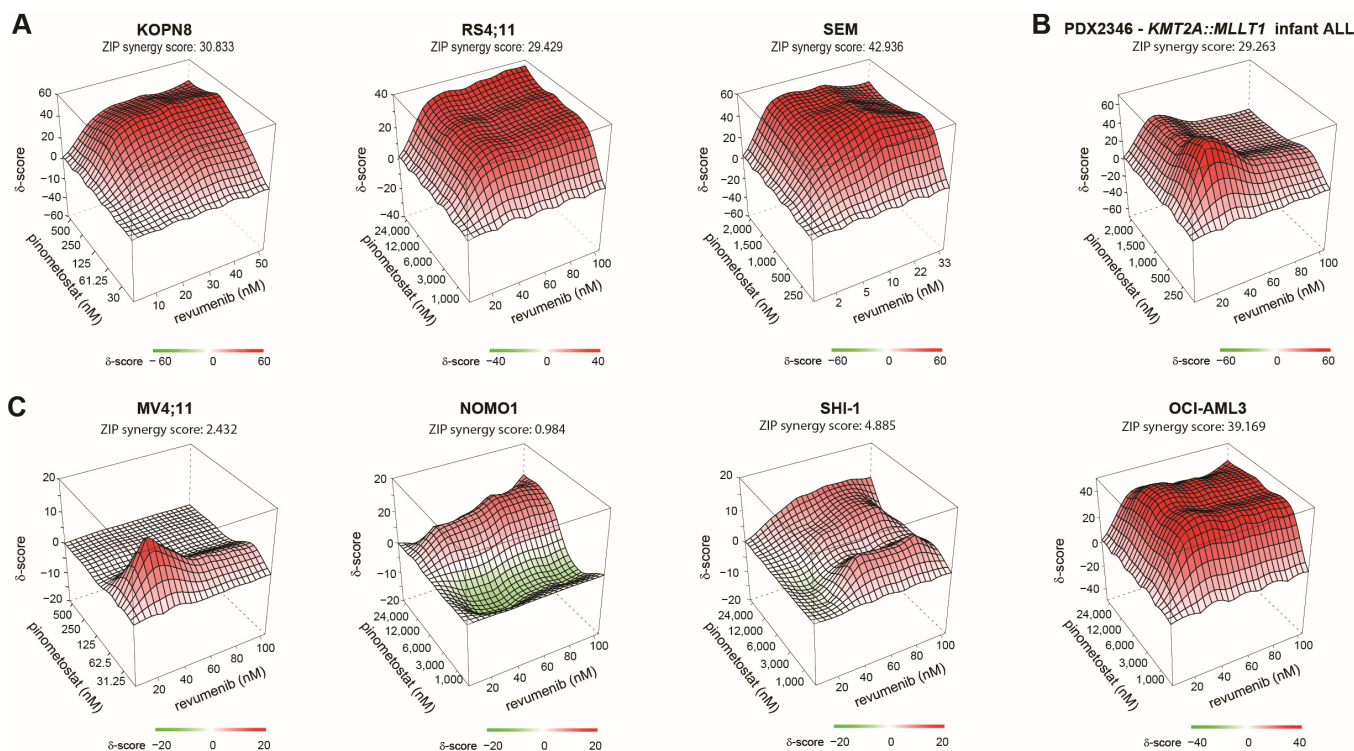 A
KOPN8
ZIP synergy score: 30.833
60
40
20
0
−20
−40
−60
δ-score
500
250
125
61.25
30
pinometostat (nM)
10
20
30
40
50
revumenib (nM)
δ-score −60 0 60
RS4;11
ZIP synergy score: 29.429
40
20
0
−20
−40
δ-score
24,000
12,000
6,000
3,000
1,000
pinometostat (nM)
20
40
60
80
100
revumenib (nM)
δ-score −40 0 40
SEM
ZIP synergy score: 42.936
60
40
20
0
−20
−40
−60
δ-score
2,000
1,500
1,000
500
250
pinometostat (nM)
2
5
10
22
33
revumenib (nM)
δ-score −60 0 60
B
PDX2346 - KMT2A::MLLT1 infant ALL
ZIP synergy score: 29.263
60
40
20
0
−20
−40
−60
δ-score
2,000
1,500
1,000
500
250
pinometostat (nM)
20
40
60
80
100
revumenib (nM)
δ-score −60 0 60
C
MV4;11
ZIP synergy score: 2.432
20
10
0
−10
−20
δ-score
500
250
125
62.5
31.25
pinometostat (nM)
20
40
60
80
100
revumenib (nM)
δ-score −20 0 20
NOMO1
ZIP synergy score: 0.984
20
10
0
−10
−20
δ-score
24,000
12,000
6,000
3,000
1,000
pinometostat (nM)
20
40
60
80
100
revumenib (nM)
δ-score −20 0 20
SHI-1
ZIP synergy score: 4.885
20
10
0
−10
−20
δ-score
24,000
12,000
6,000
3,000
1,000
pinometostat (nM)
20
40
60
80
100
revumenib (nM)
δ-score −20 0 20
OCI-AML3
ZIP synergy score: 39.169
40
20
0
−20
−40
δ-score
24,000
12,000
6,000
3,000
1,000
pinometostat (nM)
20
40
60
80
100
revumenib (nM)
δ-score −40 0 40